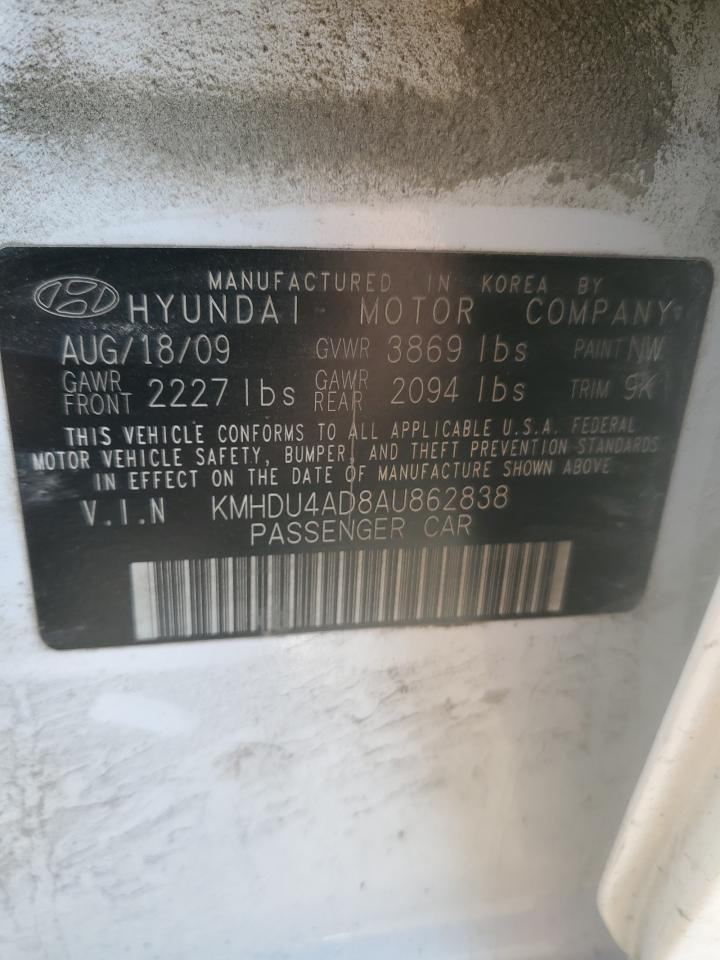 MANUFACTURED IN KOREA BY
HYUNDAI MOTOR COMPANY
AUG/18/09 GVWR 3869 lbs PAINT NW
GAWR FRONT 2227 lbs GAWR REAR 2094 lbs TRIM 9K
THIS VEHICLE CONFORMS TO ALL APPLICABLE U.S.A. FEDERAL
MOTOR VEHICLE SAFETY, BUMPER, AND THEFT PREVENTION STANDARDS
IN EFFECT ON THE DATE OF MANUFACTURE SHOWN ABOVE
V.I.N KMHDU4AD8AU862838
PASSENGER CAR